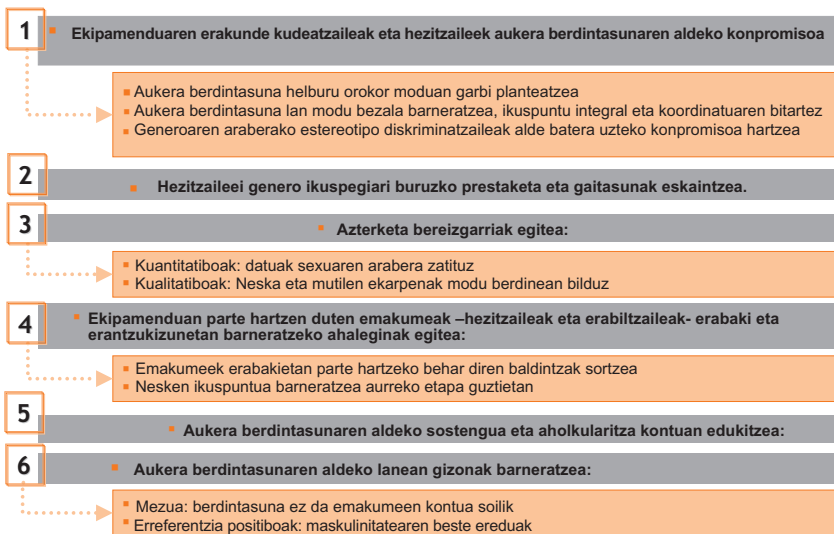 1
▪ Ekipamenduaren erakunde kudeatzaileak eta hezitzaileek aukera berdintasunaren aldeko konpromisoa
▪ Aukera berdintasuna helburu orokor moduan garbi planteatzea
▪ Aukera berdintasuna lan modu bezala barneratzea, ikuspuntu integral eta koordinatuaren bitartez
▪ Generoaren araberako estereotipo diskriminatzaileak alde batera uzteko konpromisoa hartzea
2
▪ Hezitzaileei genero ikuspegiari buruzko prestaketa eta gaitasunak eskaintzea.
3
▪ Azterketa bereizgarriak egitea:
▪ Kuantitatiboak: datuak sexuaren arabera zatituz
▪ Kualitatiboak: Neska eta mutilen ekarpenak modu berdinean bilduz
4
▪ Ekipamenduan parte hartzen duten emakumeak –hezitzaileak eta erabiltzaileak- erabaki eta
erantzukizunetan barneratzeko ahaleginak egitea:
▪ Emakumeek erabakietan parte hartzeko behar diren baldintzak sortzea
▪ Nesken ikuspuntua barneratzea aurreko etapa guztietan
5
▪ Aukera berdintasunaren aldeko sostengua eta aholkularitza kontuan edukitzea:
6
▪ Aukera berdintasunaren aldeko lanean gizonak barneratzea:
▪ Mezua: berdintasuna ez da emakumeen kontua soilik
▪ Erreferentzia positiboak: maskulinitatearen beste ereduak